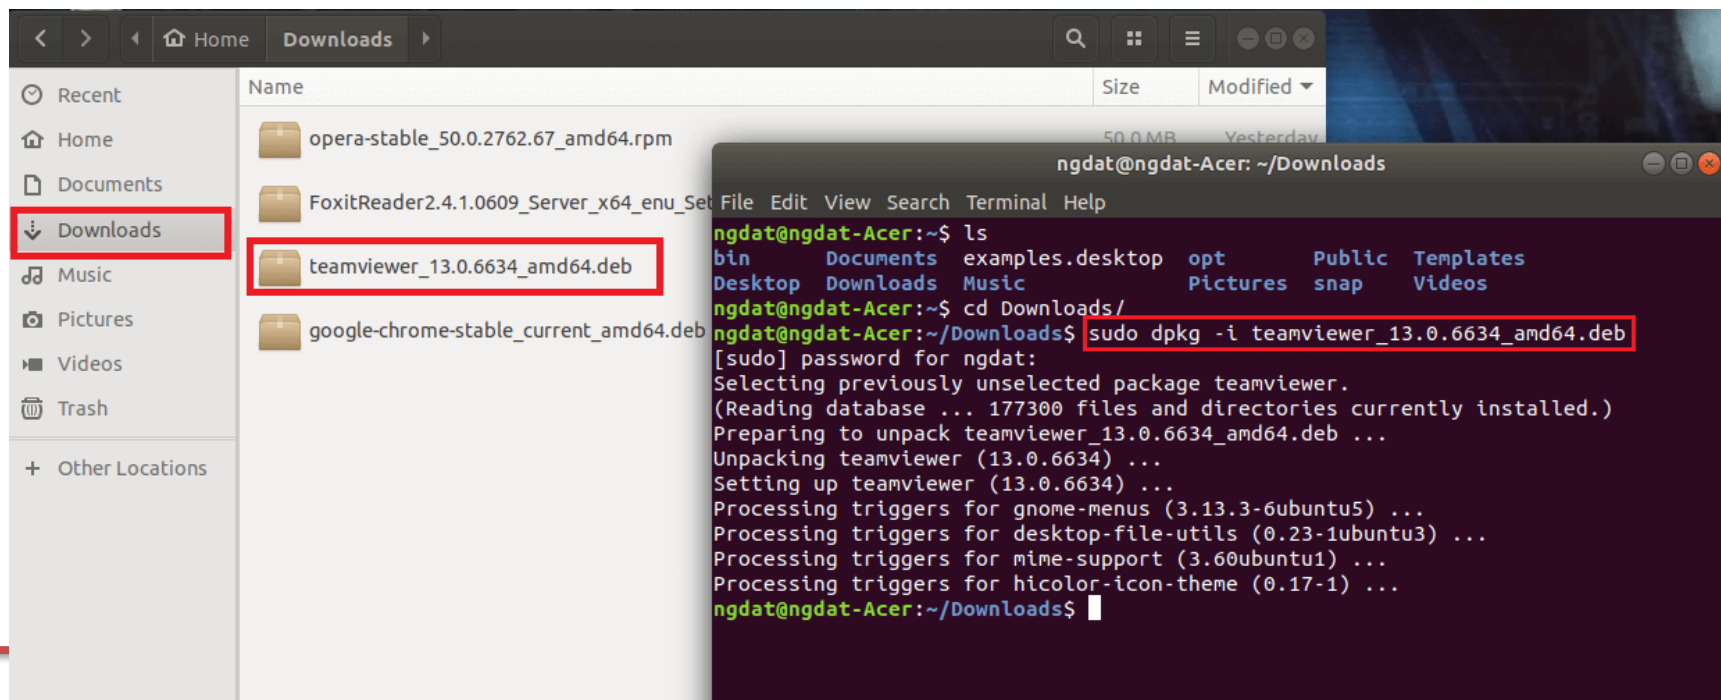 Home Downloads
Recent
Home
Documents
Downloads
Music
Pictures
Videos
Trash
Other Locations
Name Size Modified
opera-stable_50.0.2762.67_amd64.rpm 50.0 MB Yesterday
FoxitReader2.4.1.0609_Server_x64_enu_Set
teamviewer_13.0.6634_amd64.deb
google-chrome-stable_current_amd64.deb
ngdat@ngdat-Acer: ~/Downloads
File Edit View Search Terminal Help
ngdat@ngdat-Acer:~$ ls
bin Documents examples.desktop opt Public Templates
Desktop Downloads Music Pictures snap Videos
ngdat@ngdat-Acer:~$ cd Downloads/
ngdat@ngdat-Acer:~/Downloads$ sudo dpkg -i teamviewer_13.0.6634_amd64.deb
[sudo] password for ngdat:
Selecting previously unselected package teamviewer.
(Reading database ... 177300 files and directories currently installed.)
Preparing to unpack teamviewer_13.0.6634_amd64.deb ...
Unpacking teamviewer (13.0.6634) ...
Setting up teamviewer (13.0.6634) ...
Processing triggers for gnome-menus (3.13.3-6ubuntu5) ...
Processing triggers for desktop-file-utils (0.23-1ubuntu3) ...
Processing triggers for mime-support (3.60ubuntu1) ...
Processing triggers for hicolor-icon-theme (0.17-1) ...
ngdat@ngdat-Acer:~/Downloads$